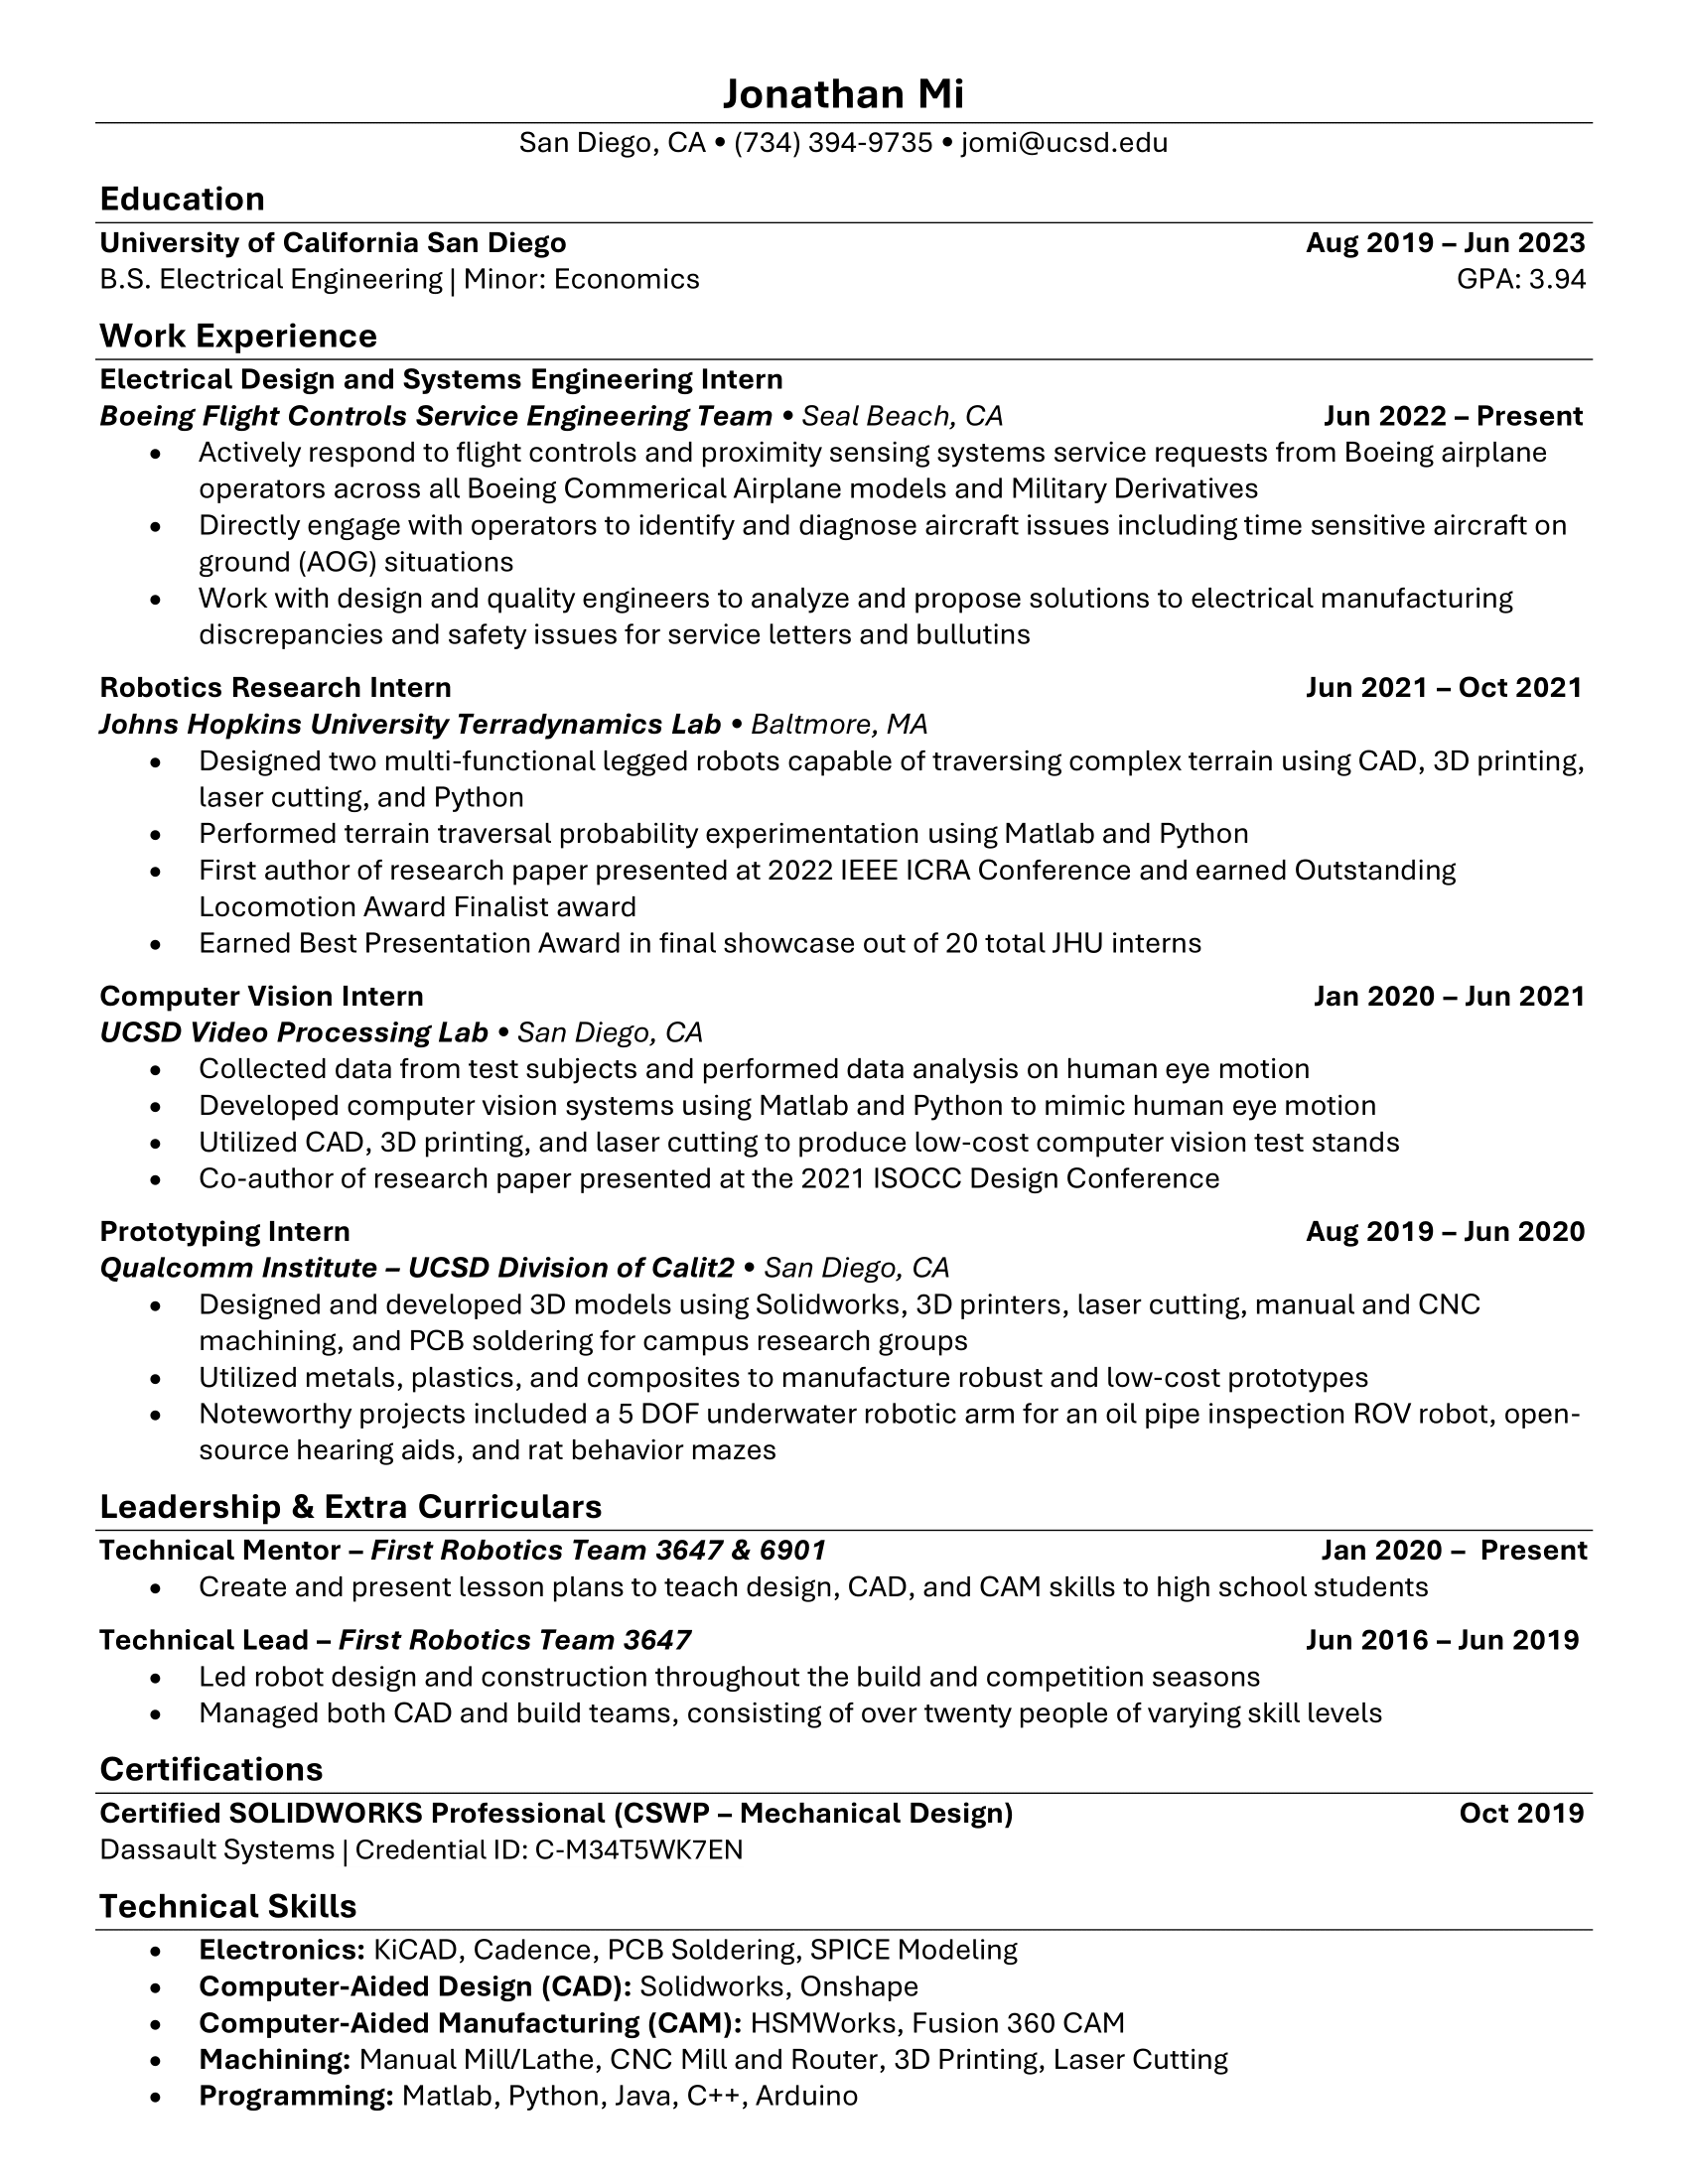 Jonathan Mi
San Diego, CA • (734) 394-9735 • jomi@ucsd.edu
Education
University of California San Diego Aug 2019 – Jun 2023
B.S. Electrical Engineering | Minor: Economics GPA: 3.94
Work Experience
Electrical Design and Systems Engineering Intern
Boeing Flight Controls Service Engineering Team • Seal Beach, CA Jun 2022 – Present
• Actively respond to flight controls and proximity sensing systems service requests from Boeing airplane
operators across all Boeing Commerical Airplane models and Military Derivatives
• Directly engage with operators to identify and diagnose aircraft issues including time sensitive aircraft on
ground (AOG) situations
• Work with design and quality engineers to analyze and propose solutions to electrical manufacturing
discrepancies and safety issues for service letters and bullutins
Robotics Research Intern Jun 2021 – Oct 2021
Johns Hopkins University Terradynamics Lab • Baltmore, MA
• Designed two multi-functional legged robots capable of traversing complex terrain using CAD, 3D printing,
laser cutting, and Python
• Performed terrain traversal probability experimentation using Matlab and Python
• First author of research paper presented at 2022 IEEE ICRA Conference and earned Outstanding
Locomotion Award Finalist award
• Earned Best Presentation Award in final showcase out of 20 total JHU interns
Computer Vision Intern Jan 2020 – Jun 2021
UCSD Video Processing Lab • San Diego, CA
• Collected data from test subjects and performed data analysis on human eye motion
• Developed computer vision systems using Matlab and Python to mimic human eye motion
• Utilized CAD, 3D printing, and laser cutting to produce low-cost computer vision test stands
• Co-author of research paper presented at the 2021 ISOCC Design Conference
Prototyping Intern Aug 2019 – Jun 2020
Qualcomm Institute – UCSD Division of Calit2 • San Diego, CA
• Designed and developed 3D models using Solidworks, 3D printers, laser cutting, manual and CNC
machining, and PCB soldering for campus research groups
• Utilized metals, plastics, and composites to manufacture robust and low-cost prototypes
• Noteworthy projects included a 5 DOF underwater robotic arm for an oil pipe inspection ROV robot, open-
source hearing aids, and rat behavior mazes
Leadership & Extra Curriculars
Technical Mentor – First Robotics Team 3647 & 6901 Jan 2020 – Present
• Create and present lesson plans to teach design, CAD, and CAM skills to high school students
Technical Lead – First Robotics Team 3647 Jun 2016 – Jun 2019
• Led robot design and construction throughout the build and competition seasons
• Managed both CAD and build teams, consisting of over twenty people of varying skill levels
Certifications
Certified SOLIDWORKS Professional (CSWP – Mechanical Design) Oct 2019
Dassault Systems | Credential ID: C-M34T5WK7EN
Technical Skills
• Electronics: KiCAD, Cadence, PCB Soldering, SPICE Modeling
• Computer-Aided Design (CAD): Solidworks, Onshape
• Computer-Aided Manufacturing (CAM): HSMWorks, Fusion 360 CAM
• Machining: Manual Mill/Lathe, CNC Mill and Router, 3D Printing, Laser Cutting
• Programming: Matlab, Python, Java, C++, Arduino